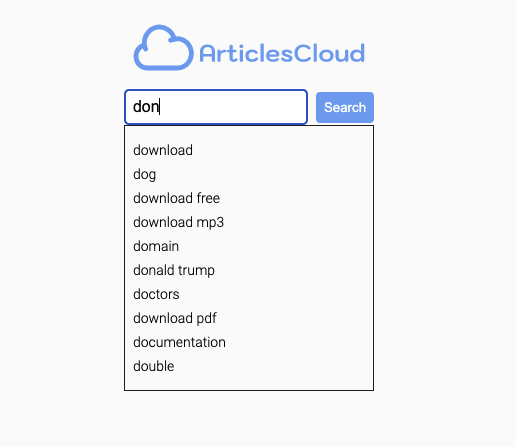 ArticlesCloud
don
Search
download
dog
download free
download mp3
domain
donald trump
doctors
download pdf
documentation
double